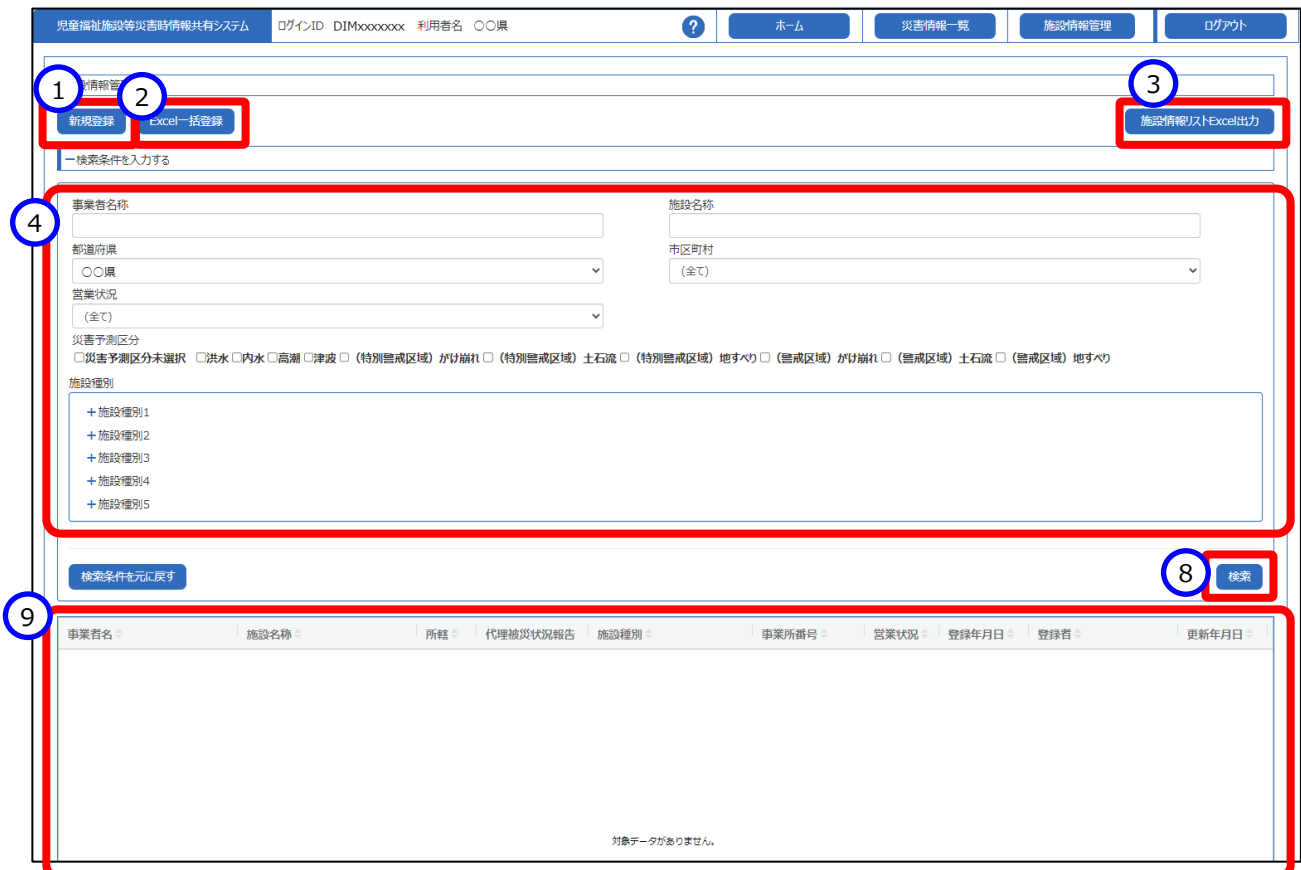 児童福祉施設等災害時情報共有システム ログインID DIMxxxxxxx 利用者名 〇〇県 ? ホーム 災害情報一覧 施設情報管理 ログアウト
1 2 3
設情報管
新規登録 Excel一括登録 施設情報リストExcel出力
ー検索条件を入力する
4
事業者名称 施設名称
都道府県 市区町村
〇〇県 (全て)
営業状況
(全て)
災害予測区分
災害予測区分未選択 洪水 内水 高潮 津波 (特別警戒区域) がけ崩れ (特別警戒区域) 土石流 (特別警戒区域) 地すべり (警戒区域) がけ崩れ (警戒区域) 土石流 (警戒区域) 地すべり
施設種別
+施設種別1
+施設種別2
+施設種別3
+施設種別4
+施設種別5
検索条件を元に戻す 8 検索
9
事業者名 施設名称 所轄 代理被災状況報告 施設種別 事業所番号 営業状況 登録年月日 登録者 更新年月日
対象データがありません。